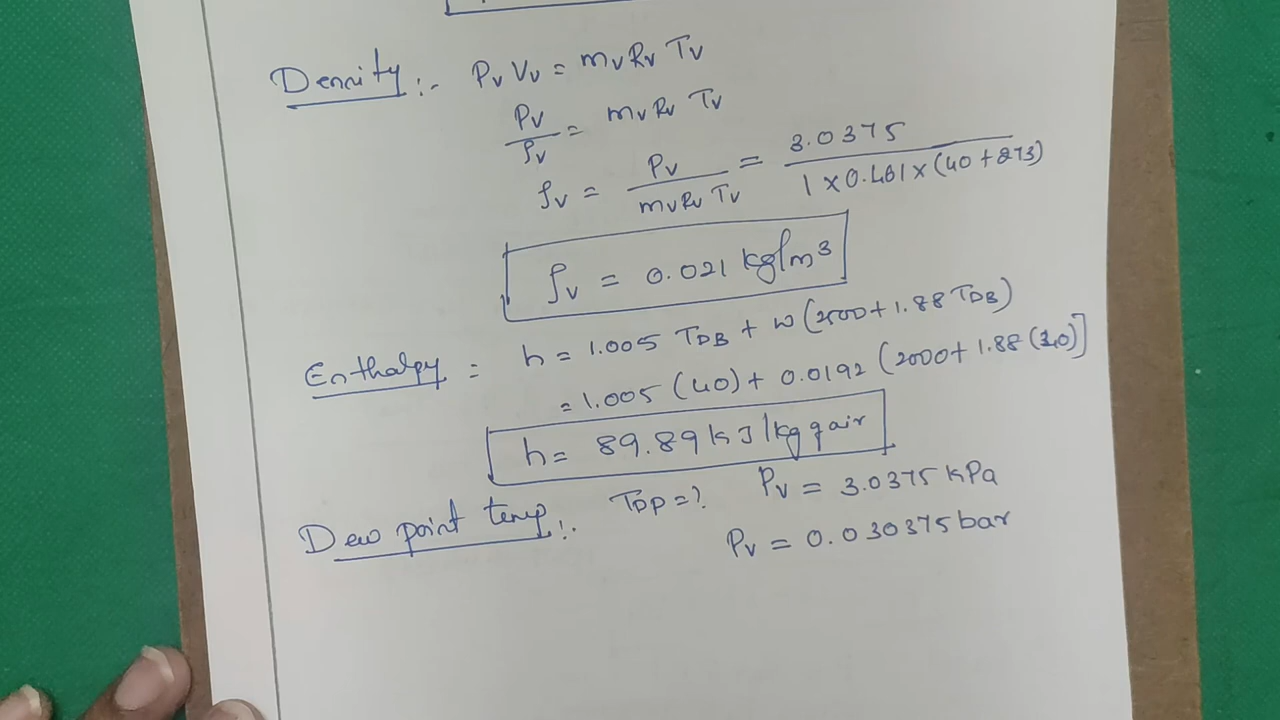 Density :- Pv Vv = mv Rv Tv
Pv/ρv = mv Rv Tv
ρv = Pv / mv Rv Tv = 3.0375 / 1 x 0.461 x (40 + 273)
ρv = 0.021 kg/m³
Enthalpy = h = 1.005 TDB + W (2500 + 1.88 TDB)
= 1.005 (40) + 0.0192 (2000 + 1.88 (40)]
h = 89.89 kJ/kg q air
Dew point temp :. TDP = ? Pv = 3.0375 kPa
Pv = 0.030375 bar